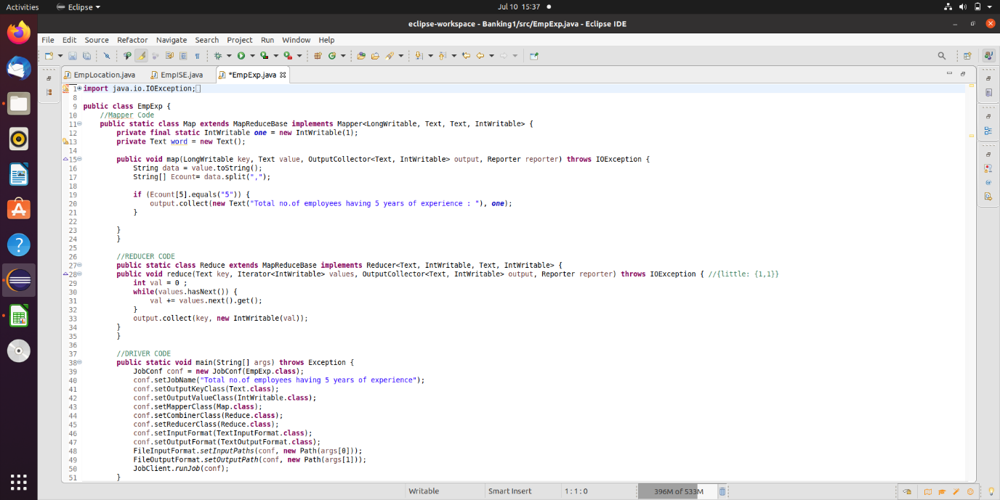 Activities Eclipse Jul 10 15:37
eclipse-workspace - Banking1/src/EmpExp.java - Eclipse IDE
File Edit Source Refactor Navigate Search Project Run Window Help
EmpLocation.java EmpISE.java *EmpExp.java
1 import java.io.IOException;
8
9 public class EmpExp {
10 //Mapper Code
11 public static class Map extends MapReduceBase implements Mapper<LongWritable, Text, Text, IntWritable> {
12 private final static IntWritable one = new IntWritable(1);
13 private Text word = new Text();
14
15 public void map(LongWritable key, Text value, OutputCollector<Text, IntWritable> output, Reporter reporter) throws IOException {
16 String data = value.toString();
17 String[] Ecount= data.split(",");
18
19 if (Ecount[5].equals("5")) {
20 output.collect(new Text("Total no.of employees having 5 years of experience : "), one);
21 }
22
23 }
24 }
25
26 //REDUCER CODE
27 public static class Reduce extends MapReduceBase implements Reducer<Text, IntWritable, Text, IntWritable> {
28 public void reduce(Text key, Iterator<IntWritable> values, OutputCollector<Text, IntWritable> output, Reporter reporter) throws IOException { //{little: {1,1}}
29 int val = 0 ;
30 while(values.hasNext()) {
31 val += values.next().get();
32 }
33 output.collect(key, new IntWritable(val));
34 }
35 }
36
37 //DRIVER CODE
38 public static void main(String[] args) throws Exception {
39 JobConf conf = new JobConf(EmpExp.class);
40 conf.setJobName("Total no.of employees having 5 years of experience");
41 conf.setOutputKeyClass(Text.class);
42 conf.setOutputValueClass(IntWritable.class);
43 conf.setMapperClass(Map.class);
44 conf.setCombinerClass(Reduce.class);
45 conf.setReducerClass(Reduce.class);
46 conf.setInputFormat(TextInputFormat.class);
47 conf.setOutputFormat(TextOutputFormat.class);
48 FileInputFormat.setInputPaths(conf, new Path(args[0]));
49 FileOutputFormat.setOutputPath(conf, new Path(args[1]));
50 JobClient.runJob(conf);
51 }
Writable Smart Insert 1 : 1 : 0 396M of 533M